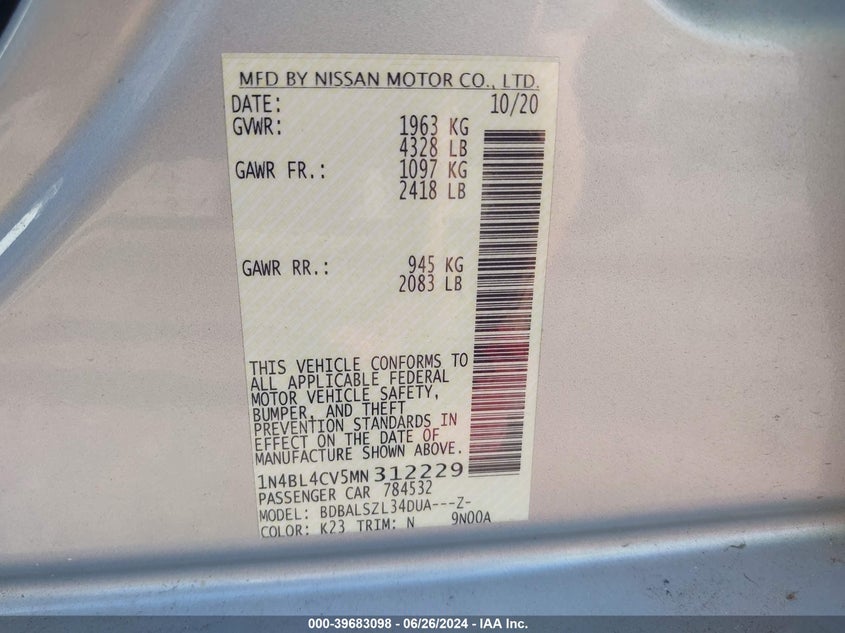 MFD BY NISSAN MOTOR CO., LTD.
DATE: 10/20
GVWR: 1963 KG
4328 LB
GAWR FR.: 1097 KG
2418 LB
GAWR RR.: 945 KG
2083 LB
THIS VEHICLE CONFORMS TO
ALL APPLICABLE FEDERAL
MOTOR VEHICLE SAFETY,
BUMPER, AND THEFT
PREVENTION STANDARDS IN
EFFECT ON THE DATE OF
MANUFACTURE SHOWN ABOVE.
1N4BL4CV5MN312229
PASSENGER CAR 784532
MODEL: BDBALSZL34DUA---Z-
COLOR: K23 TRIM: N 9N00A
000-39683098 - 06/26/2024 - IAA Inc.